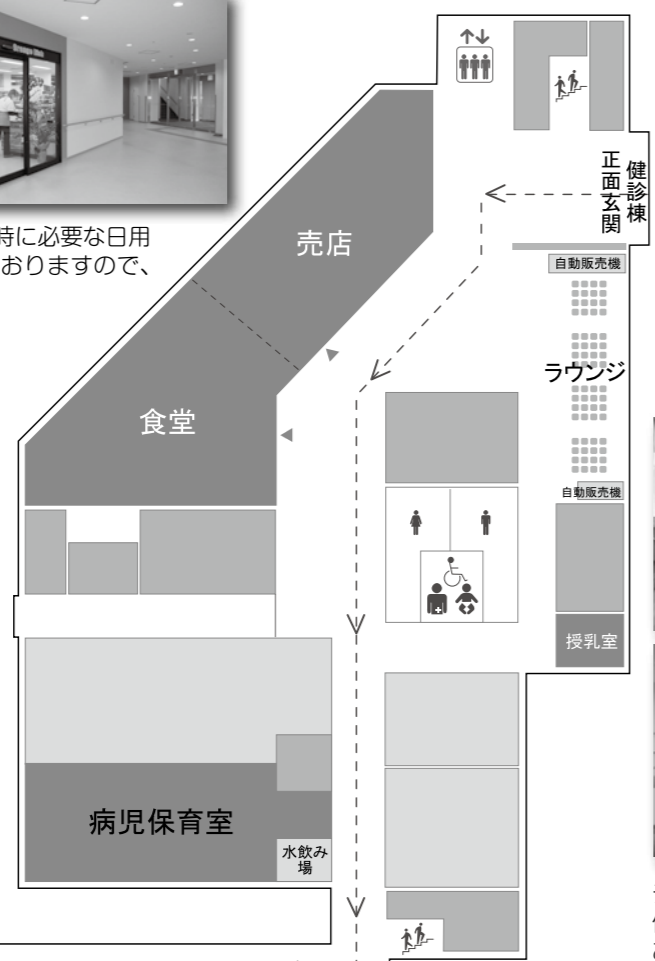 時に必要な日用
おりますので、
売店
食堂
健診棟
正面玄関
自動販売機
ラウンジ
自動販売機
授乳室
病児保育室
水飲み
場